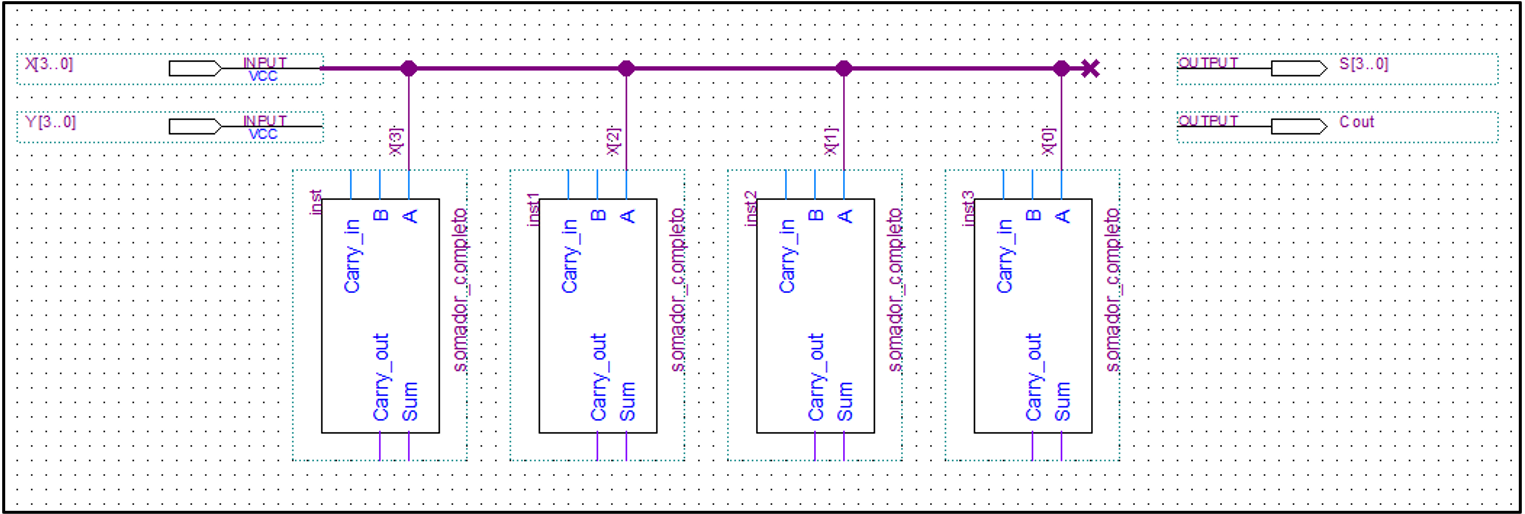 X[3..0]
INPUT
VCC
OUTPUT
S[3..0]
Y[3..0]
INPUT
VCC
OUTPUT
Cout
X[3]
X[2]
X[1]
X[0]
inst
Carry_in
B
A
somador_completo
Carry_out
Sum
inst1
Carry_in
B
A
somador_completo
Carry_out
Sum
inst2
Carry_in
B
A
somador_completo
Carry_out
Sum
inst3
Carry_in
B
A
somador_completo
Carry_out
Sum